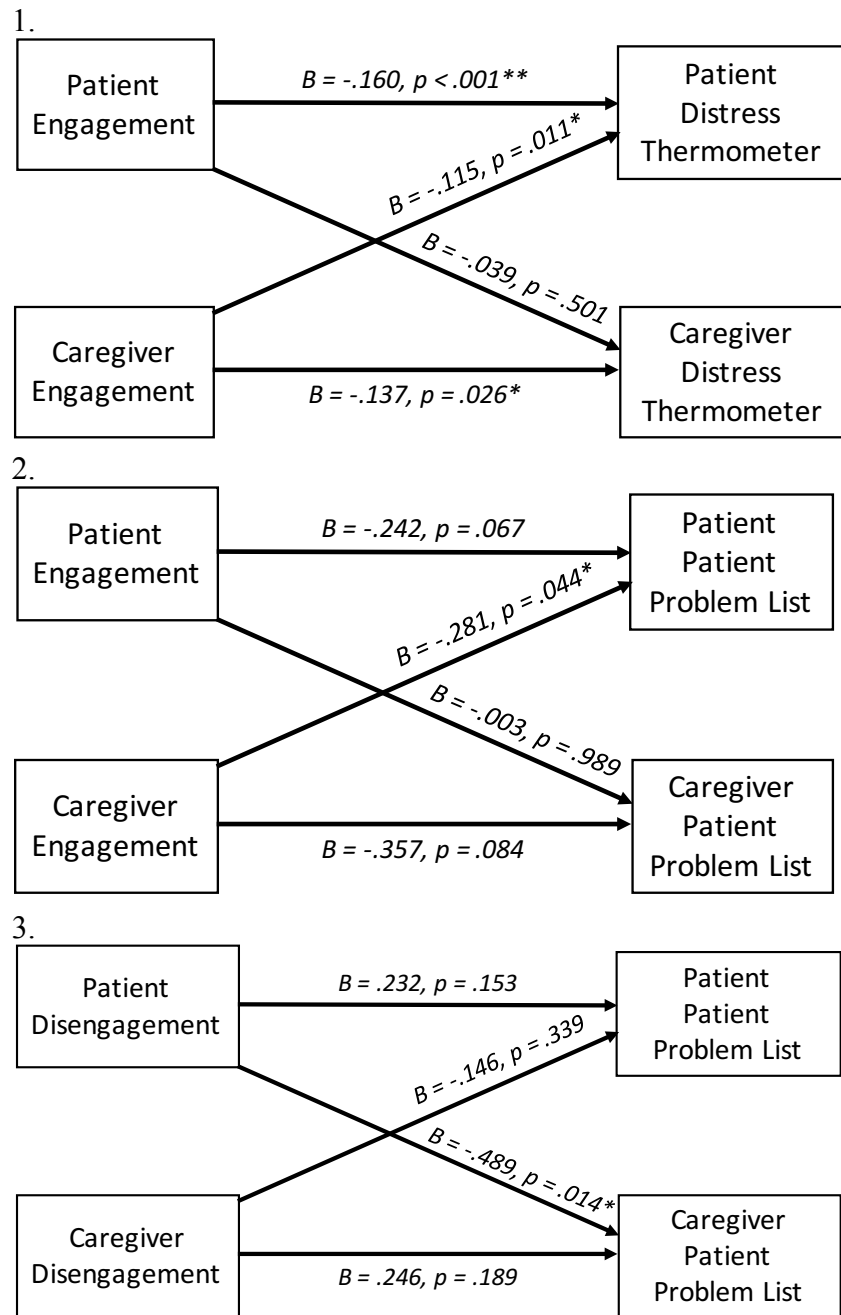 1.
Patient
Engagement
B = -.160, p < .001**
Patient
Distress
Thermometer
B = -.115, p = .011*
B = -.039, p = .501
Caregiver
Engagement
B = -.137, p = .026*
Caregiver
Distress
Thermometer
2.
Patient
Engagement
B = -.242, p = .067
Patient
Patient
Problem List
B = -.281, p = .044*
B = -.003, p = .989
Caregiver
Engagement
B = -.357, p = .084
Caregiver
Patient
Problem List
3.
Patient
Disengagement
B = .232, p = .153
Patient
Patient
Problem List
B = -.146, p = .339
B = -.489, p = .014*
Caregiver
Disengagement
B = .246, p = .189
Caregiver
Patient
Problem List